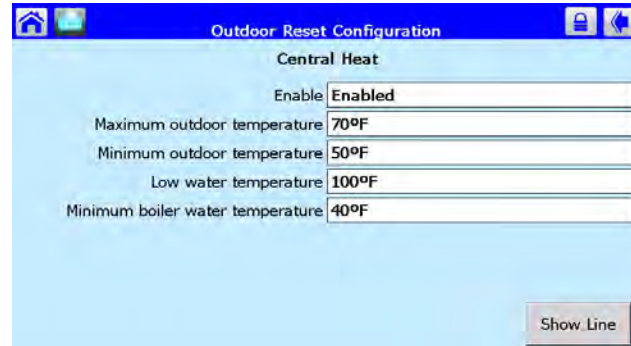 Outdoor Reset Configuration
Central Heat
Enable Enabled
Maximum outdoor temperature 70ºF
Minimum outdoor temperature 50ºF
Low water temperature 100ºF
Minimum boiler water temperature 40ºF
Show Line